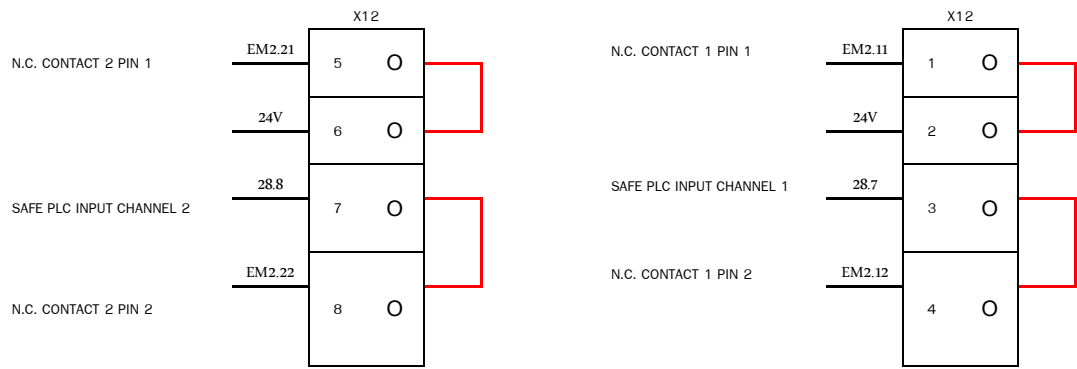 X12
EM2.21
N.C. CONTACT 2 PIN 1
5 O
24V
6 O
28.8
SAFE PLC INPUT CHANNEL 2
7 O
EM2.22
N.C. CONTACT 2 PIN 2
8 O
X12
N.C. CONTACT 1 PIN 1
EM2.11
1 O
24V
2 O
SAFE PLC INPUT CHANNEL 1
28.7
3 O
N.C. CONTACT 1 PIN 2
EM2.12
4 O